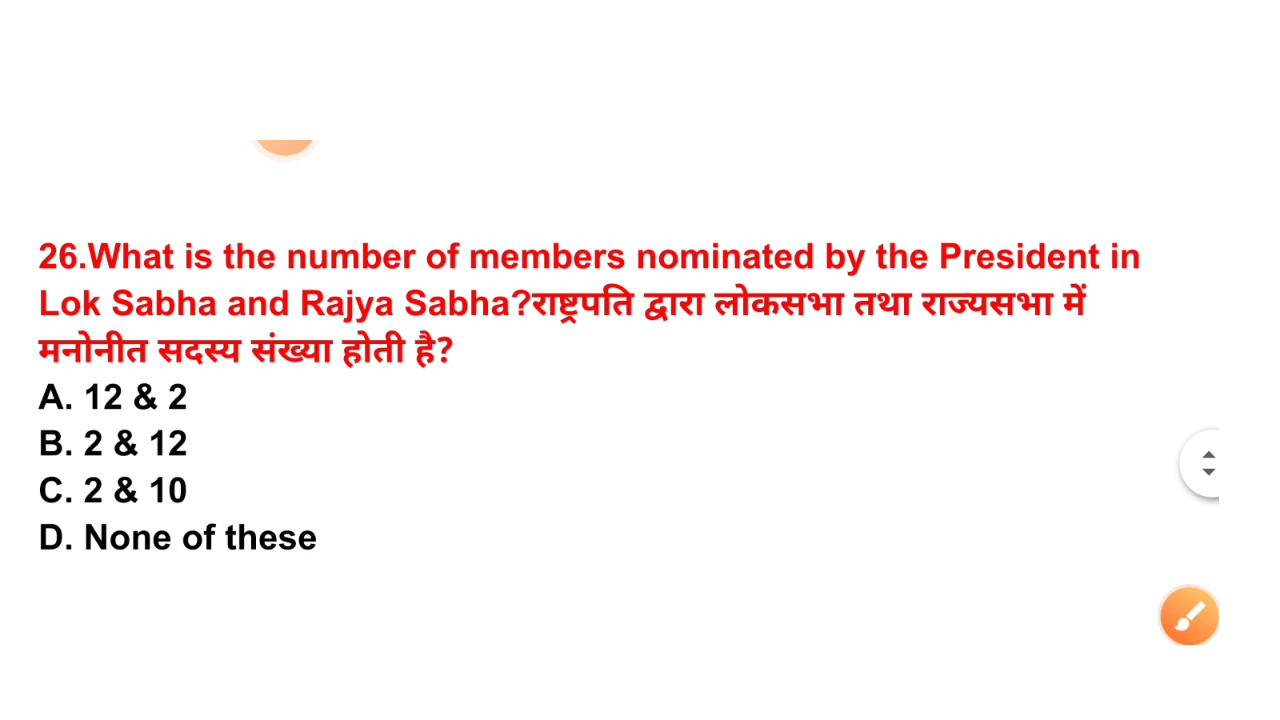 26.What is the number of members nominated by the President in
Lok Sabha and Rajya Sabha?राष्ट्रपति द्वारा लोकसभा तथा राज्यसभा में
मनोनीत सदस्य संख्या होती है?
A. 12 & 2
B. 2 & 12
C. 2 & 10
D. None of these